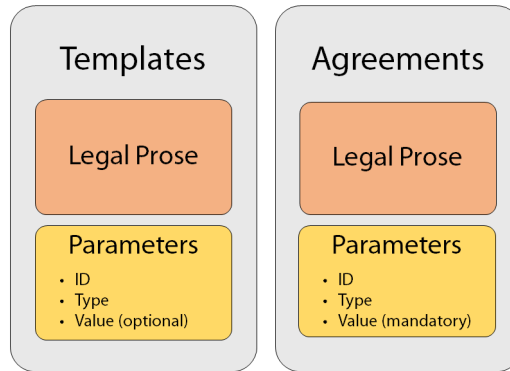 Templates
Legal Prose
Parameters
• ID
• Type
• Value (optional)
Agreements
Legal Prose
Parameters
• ID
• Type
• Value (mandatory)